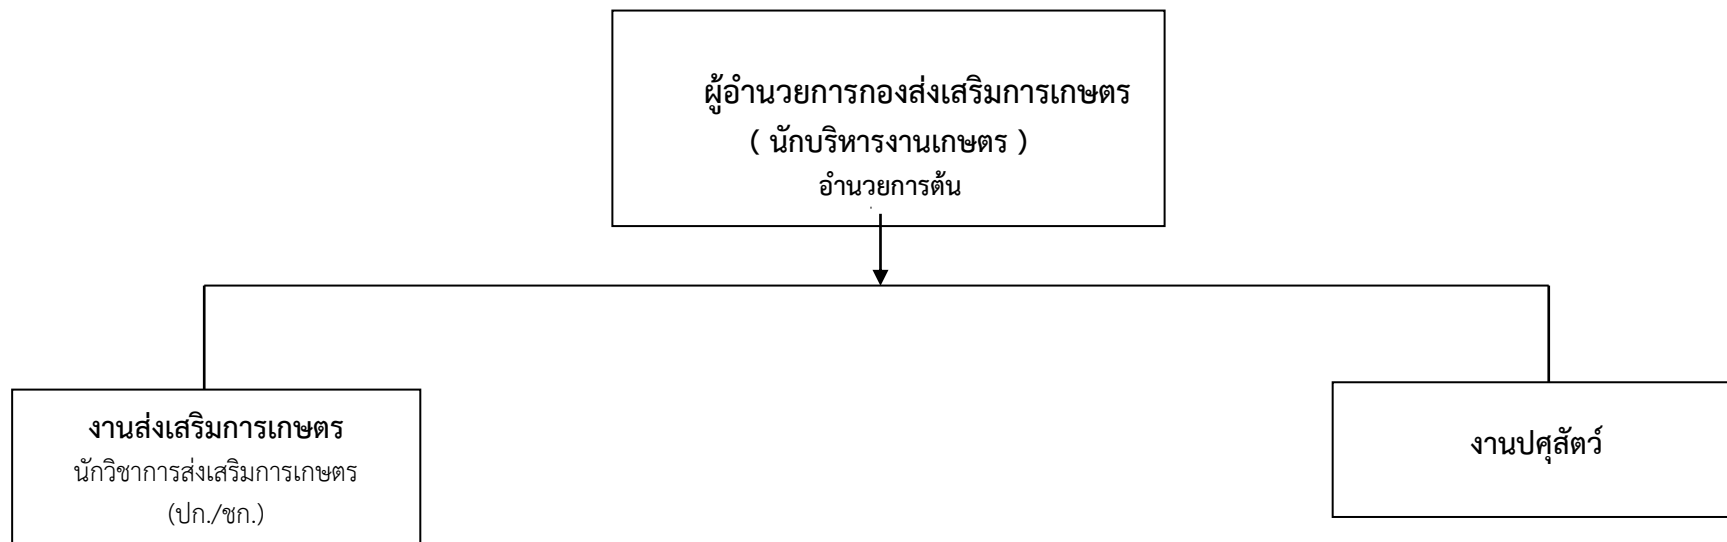 ผู้อำนวยการกองส่งเสริมการเกษตร
( นักบริหารงานเกษตร )
อำนวยการต้น
งานส่งเสริมการเกษตร
นักวิชาการส่งเสริมการเกษตร
(ปก./ชก.)
งานปศุสัตว์